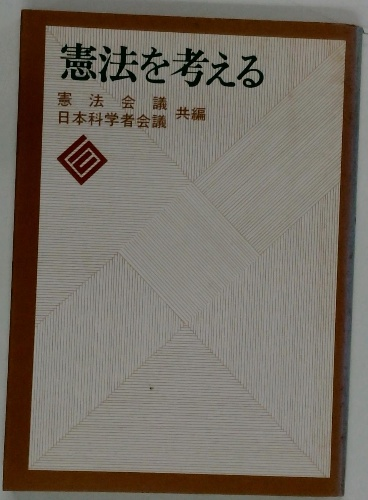 憲法を考える
憲法会議
日本科学者会議 共編